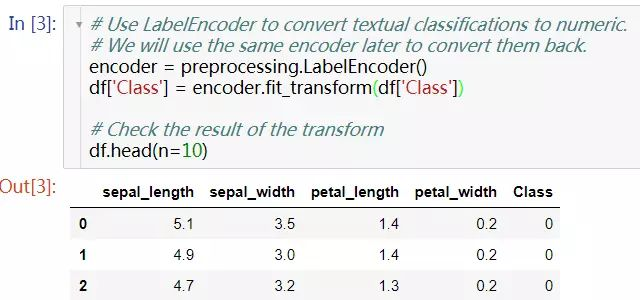 In [3]:
# Use LabelEncoder to convert textual classifications to numeric.
# We will use the same encoder later to convert them back.
encoder = preprocessing.LabelEncoder()
df['Class'] = encoder.fit_transform(df['Class'])
# Check the result of the transform
df.head(n=10)
Out[3]:
sepal_length sepal_width petal_length petal_width Class
0 5.1 3.5 1.4 0.2 0
1 4.9 3.0 1.4 0.2 0
2 4.7 3.2 1.3 0.2 0